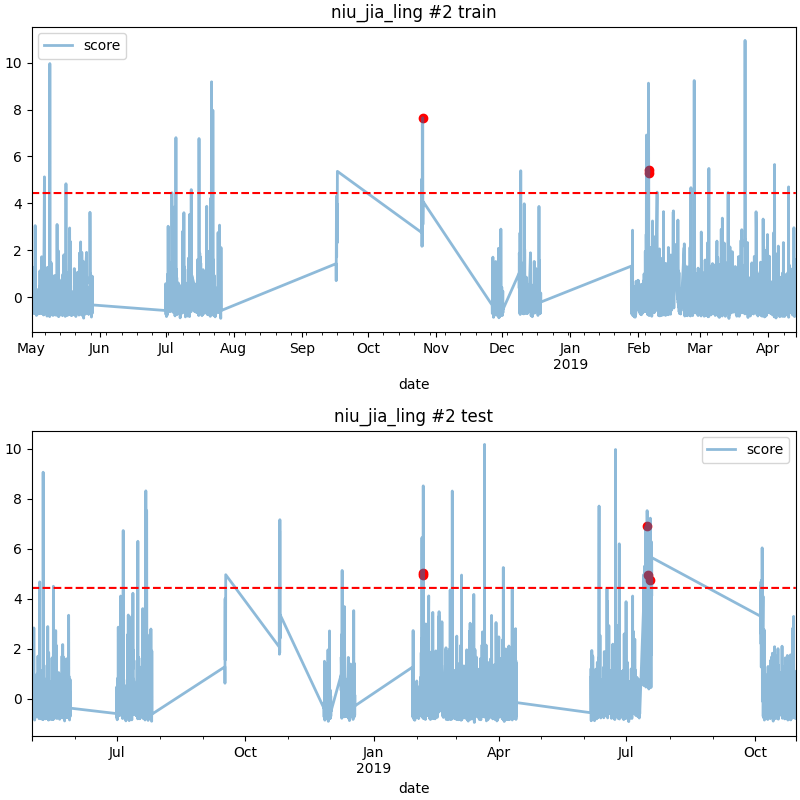 niu_jia_ling #2 train
score
10
8
6
4
2
0
May Jun Jul Aug Sep Oct Nov Dec Jan Feb Mar Apr
2019
date
niu_jia_ling #2 test
score
10
8
6
4
2
0
Jul Oct Jan Apr Jul Oct
2019
date